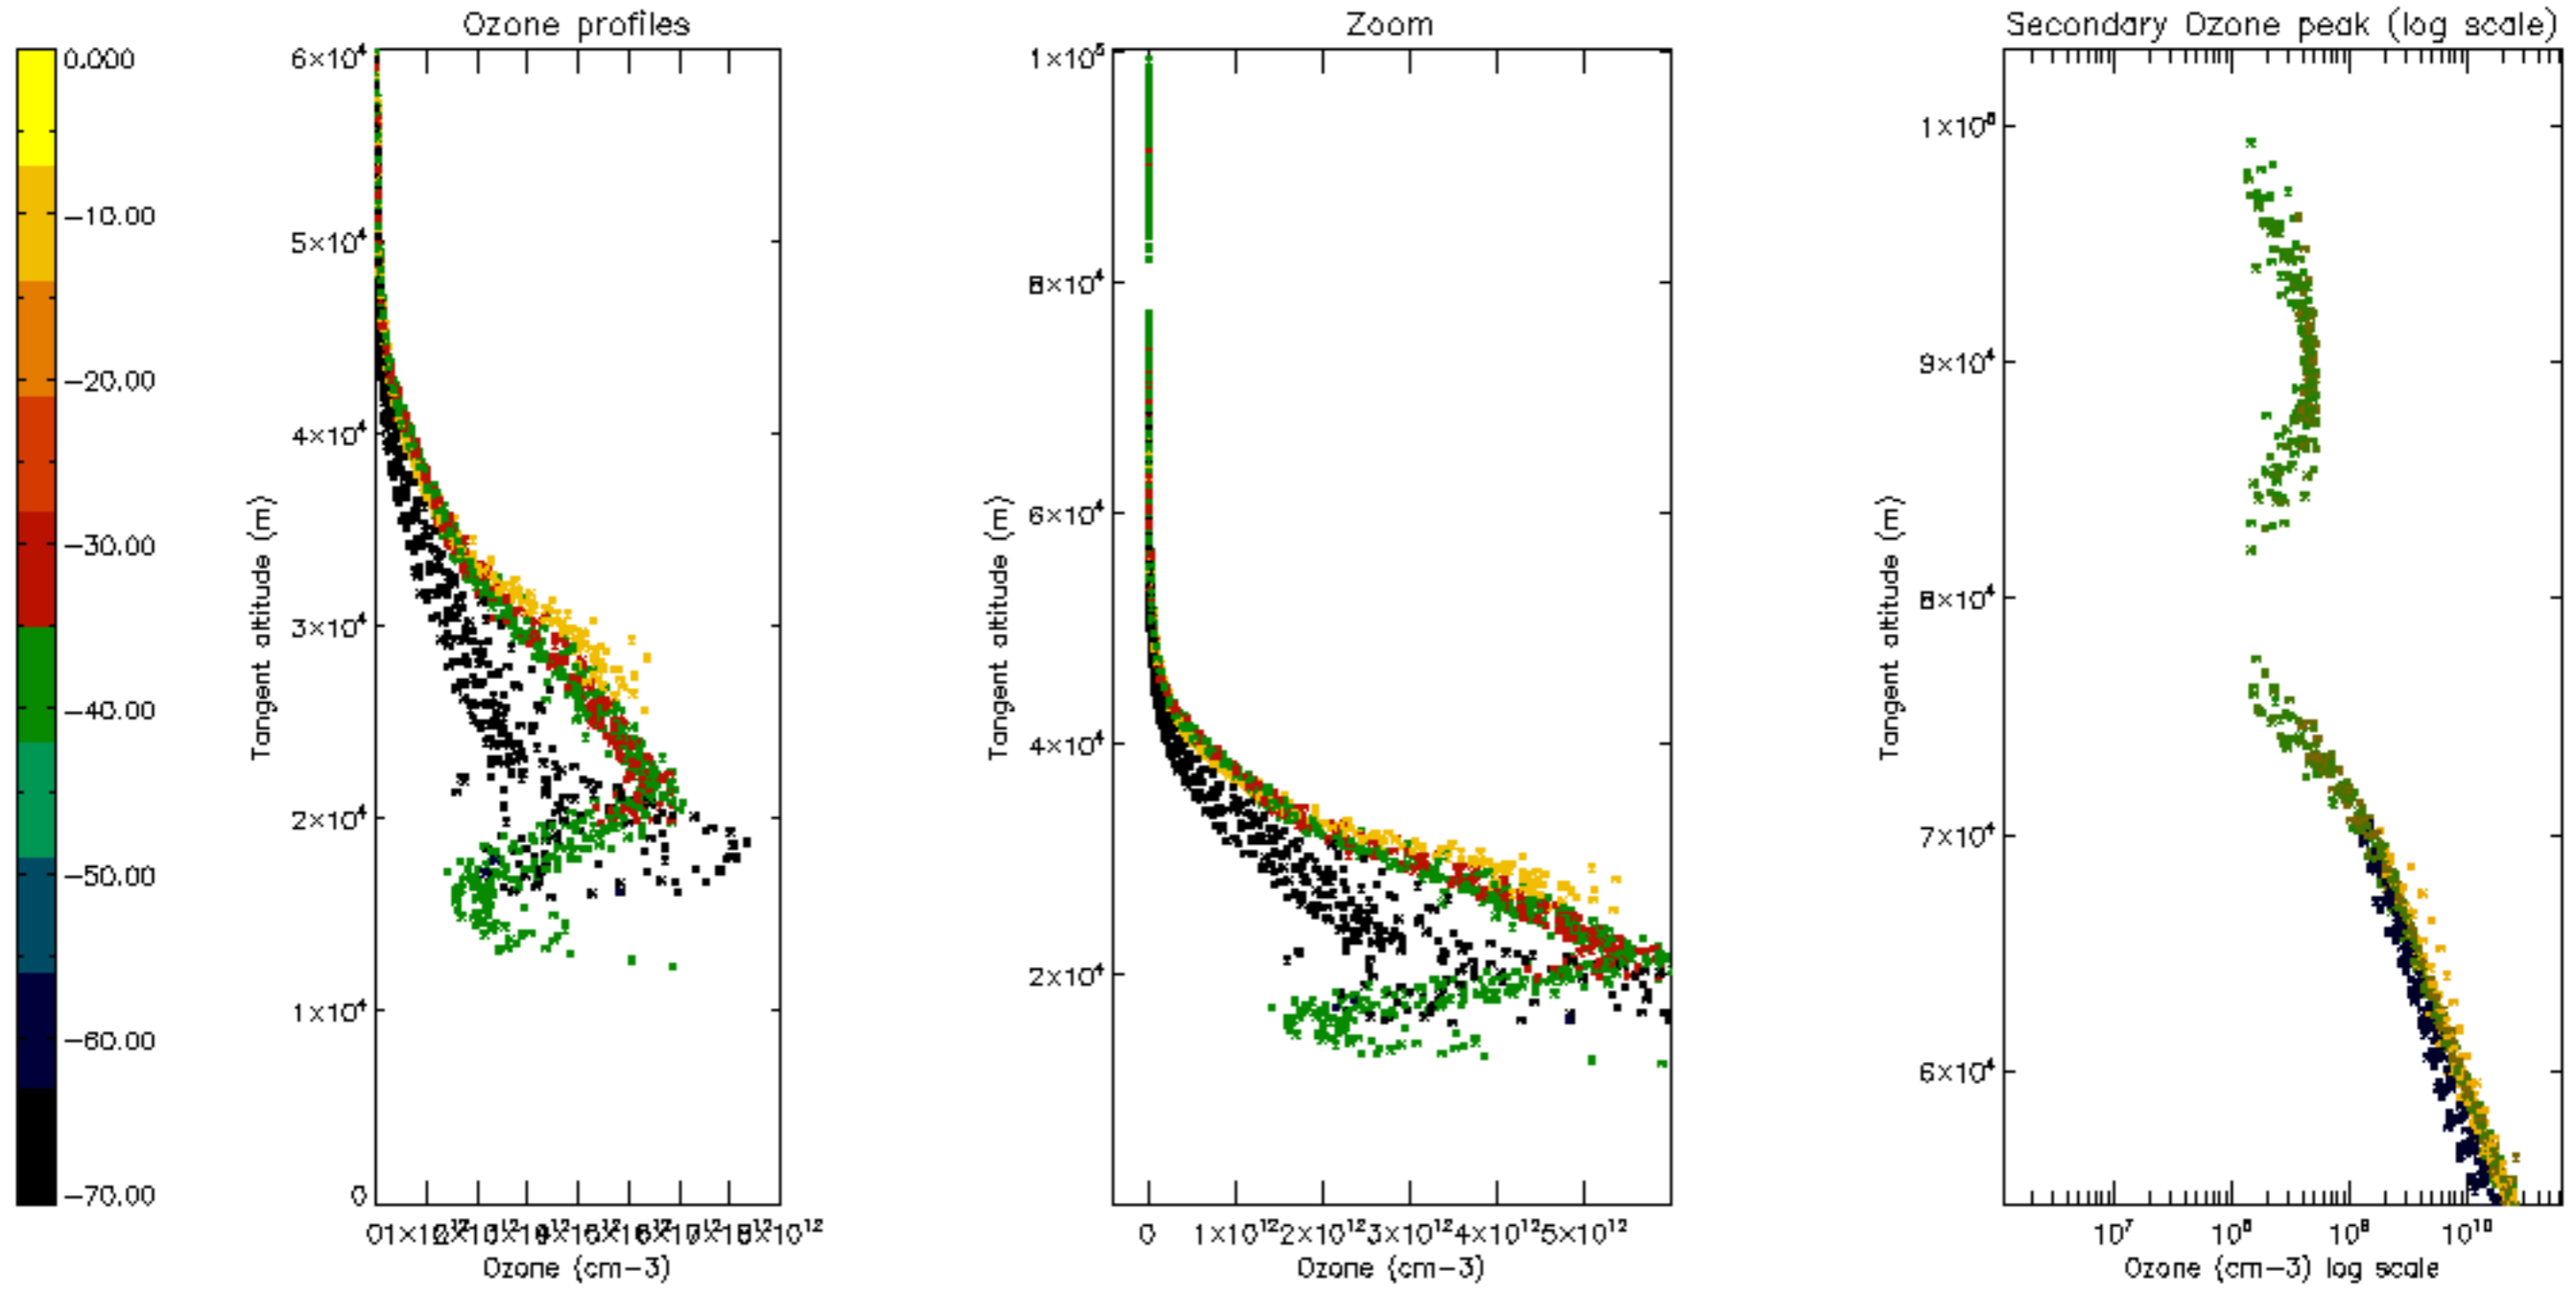 Ozone profiles
Zoom
Secondary Ozone peak (log scale)
0.000
−10.00
−20.00
−30.00
−40.00
−50.00
−60.00
−70.00
6×10⁴
5×10⁴
4×10⁴
3×10⁴
2×10⁴
1×10⁴
0
Tangent altitude (m)
Ozone (cm−3)
1×10⁵
8×10⁴
6×10⁴
4×10⁴
2×10⁴
Tangent altitude (m)
0 1×10¹² 2×10¹² 3×10¹² 4×10¹² 5×10¹²
Ozone (cm−3)
1×10⁵
9×10⁴
8×10⁴
7×10⁴
6×10⁴
Tangent altitude (m)
10⁷ 10⁸ 10⁹ 10¹⁰
Ozone (cm−3) log scale